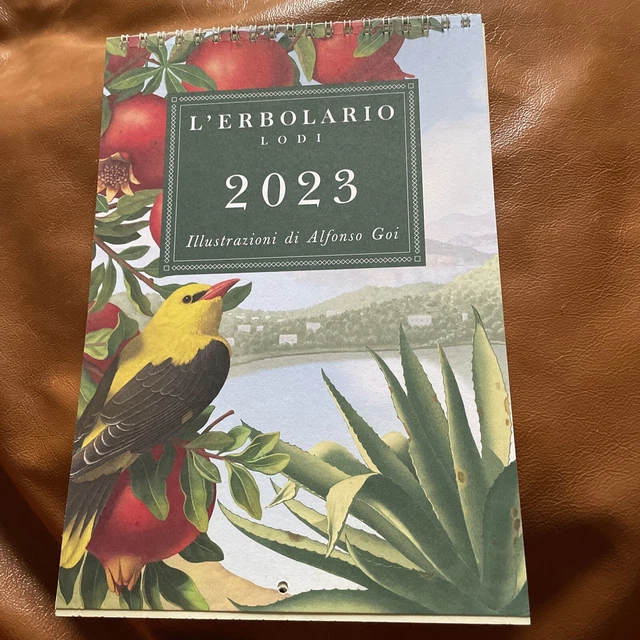 L'ERBOLARIO
LODI
2023
Illustrazioni di Alfonso Goi